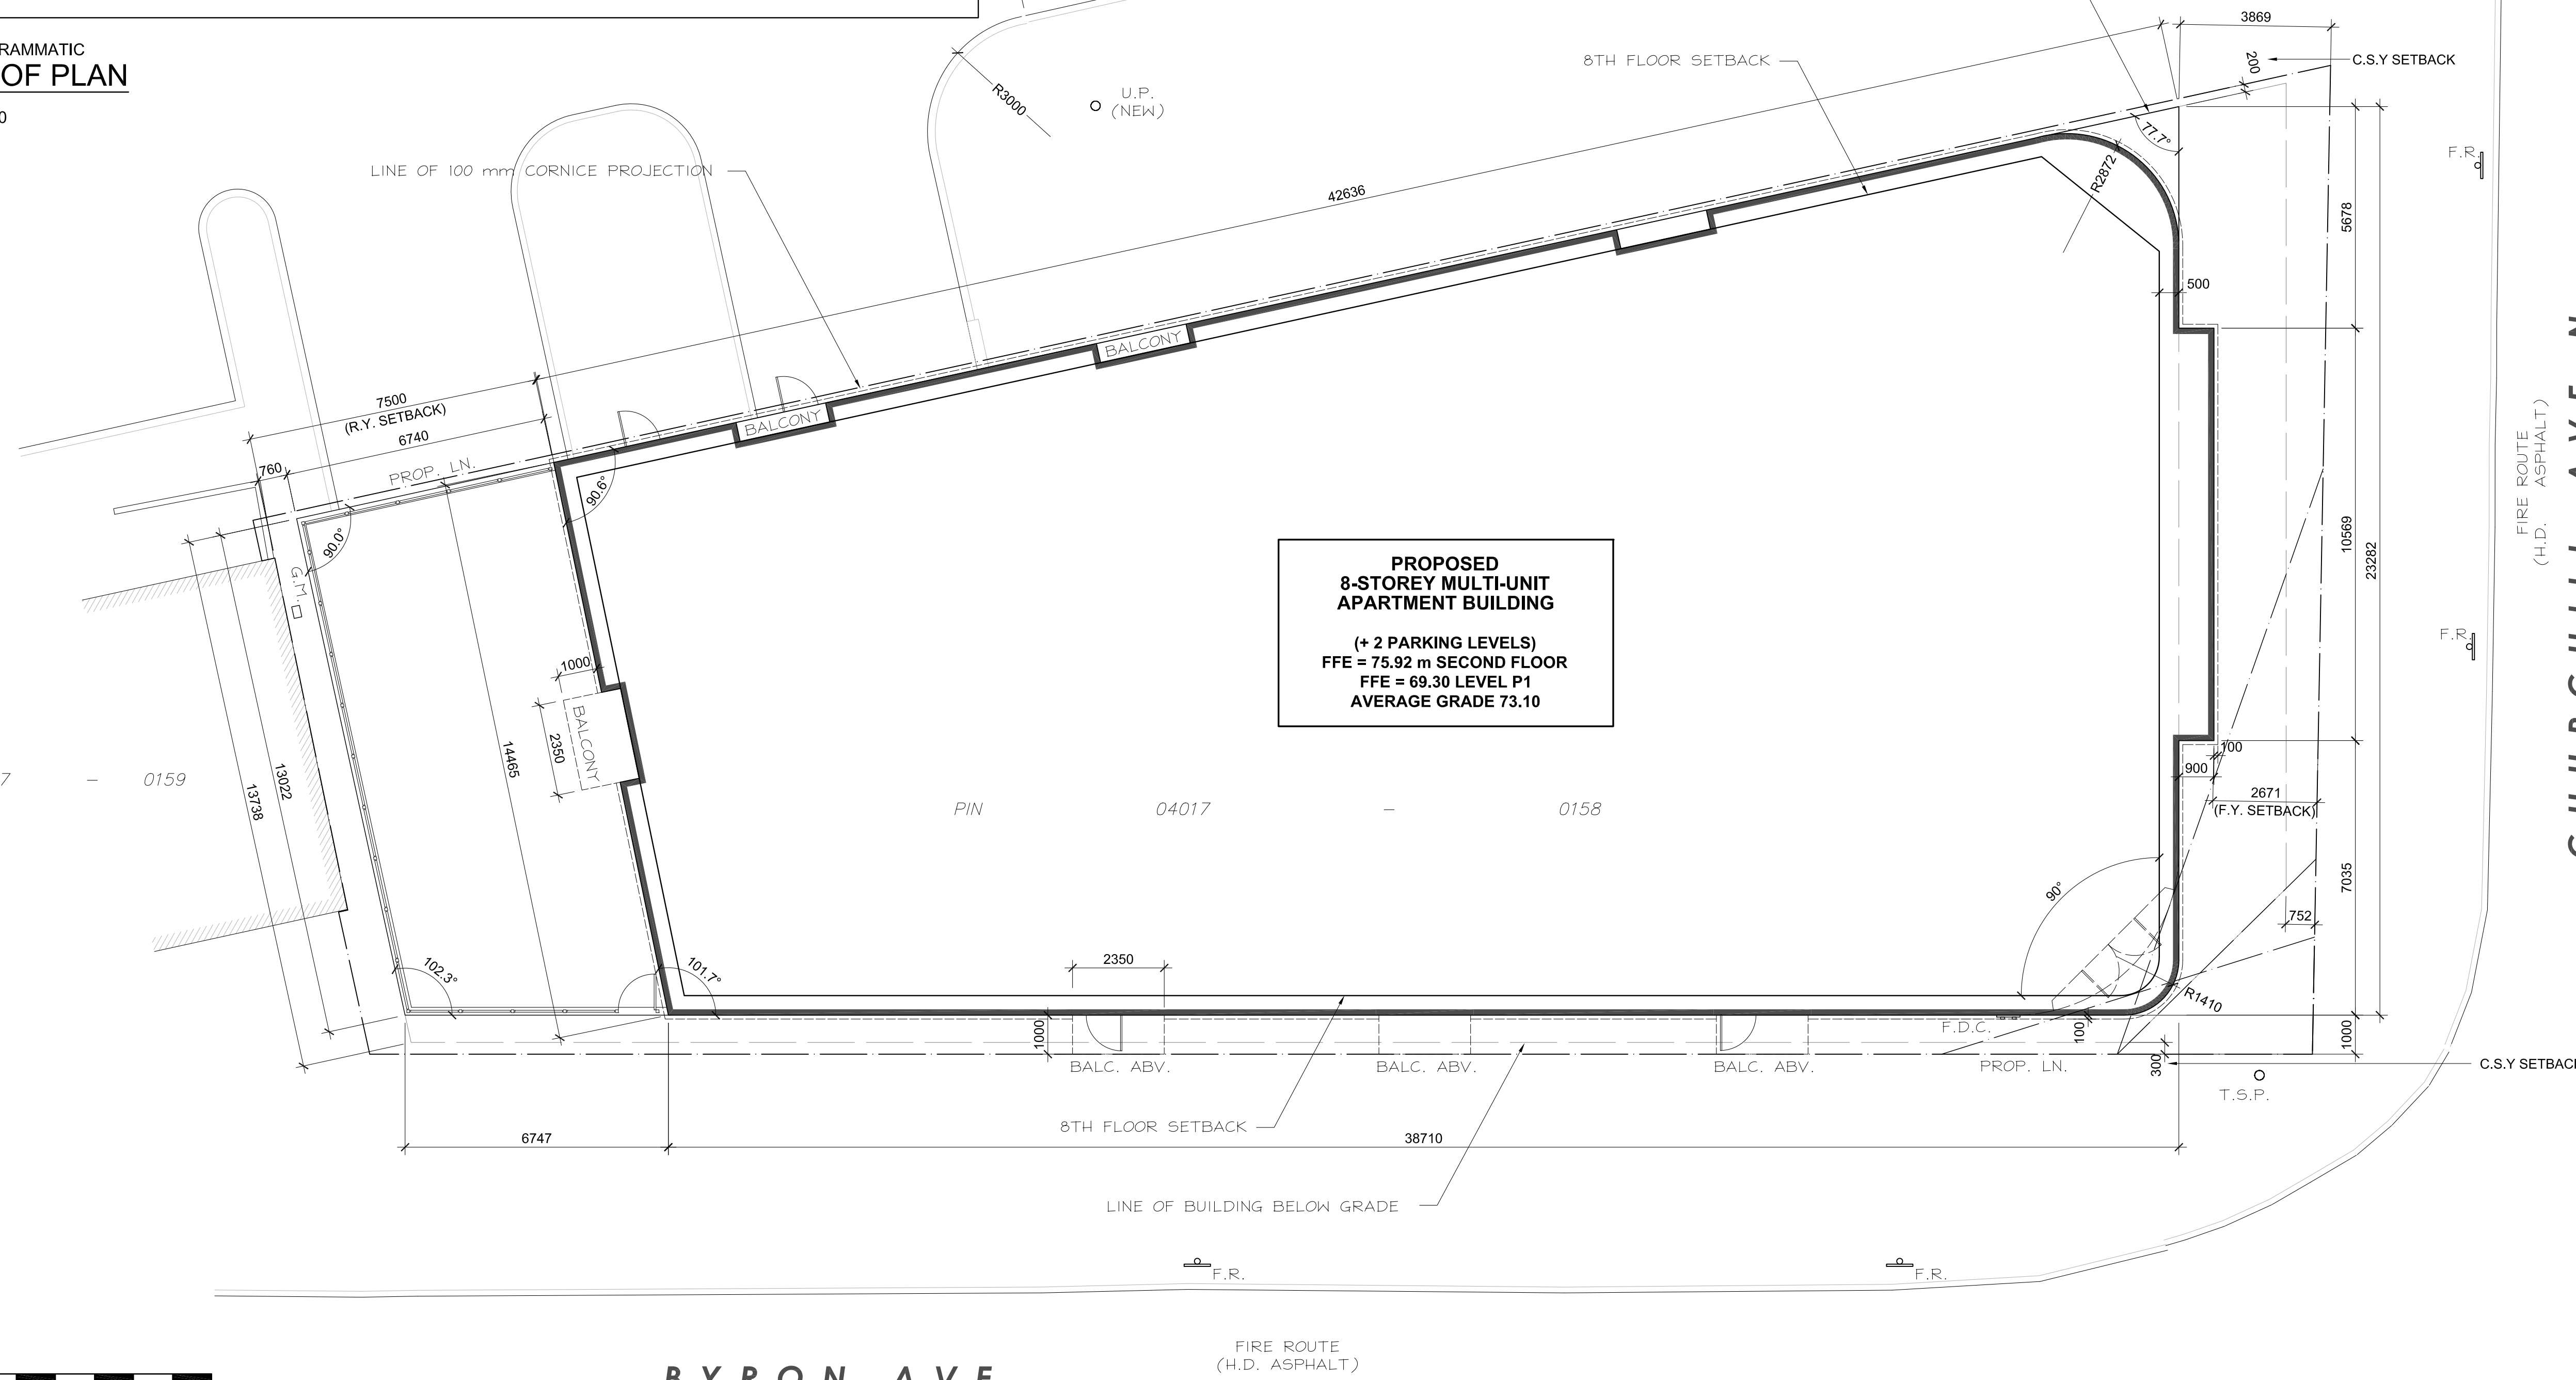 RAMMATIC
OF PLAN
0
3869
200
C.S.Y SETBACK
8TH FLOOR SETBACK
R3000
U.P.
(NEW)
77.7°
R2872
F.R.
LINE OF 100 mm CORNICE PROJECTION
42636
5678
500
BALCONY
7500
(R.Y. SETBACK)
6740
BALCONY
760
PROP. LN.
90.6°
90.0°
FIRE ROUTE
(H.D. ASPHALT)
10569
23282
PROPOSED
8-STOREY MULTI-UNIT
APARTMENT BUILDING
(+ 2 PARKING LEVELS)
FFE = 75.92 m SECOND FLOOR
FFE = 69.30 LEVEL P1
AVERAGE GRADE 73.10
G.M.
F.R.
1000
BALCONY
2350
14465
13022
13738
7 - 0159
PIN 04017 - 0158
100
900
2671
(F.Y. SETBACK)
7035
90°
752
102.3°
101.7°
2350
R1410
1000
F.D.C.
100
1000
BALC. ABV.
BALC. ABV.
BALC. ABV.
PROP. LN.
300
C.S.Y SETBACK
T.S.P.
8TH FLOOR SETBACK
6747
38710
LINE OF BUILDING BELOW GRADE
F.R.
F.R.
FIRE ROUTE
(H.D. ASPHALT)
BYRON AVE
CHURCHILL AVE N